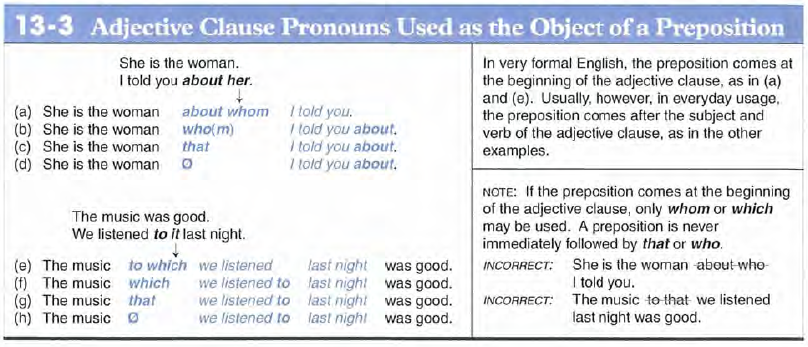 13-3 Adjective Clause Pronouns Used as the Object of a Preposition
She is the woman.
I told you about her.
(a) She is the woman about whom I told you.
(b) She is the woman who(m) I told you about.
(c) She is the woman that I told you about.
(d) She is the woman Ø I told you about.
The music was good.
We listened to it last night.
(e) The music to which we listened last night was good.
(f) The music which we listened to last night was good.
(g) The music that we listened to last night was good.
(h) The music Ø we listened to last night was good.
In very formal English, the preposition comes at
the beginning of the adjective clause, as in (a)
and (e). Usually, however, in everyday usage,
the preposition comes after the subject and
verb of the adjective clause, as in the other
examples.
NOTE: If the preposition comes at the beginning
of the adjective clause, only whom or which
may be used. A preposition is never
immediately followed by that or who.
INCORRECT: She is the woman about who
I told you.
INCORRECT: The music to that we listened
last night was good.